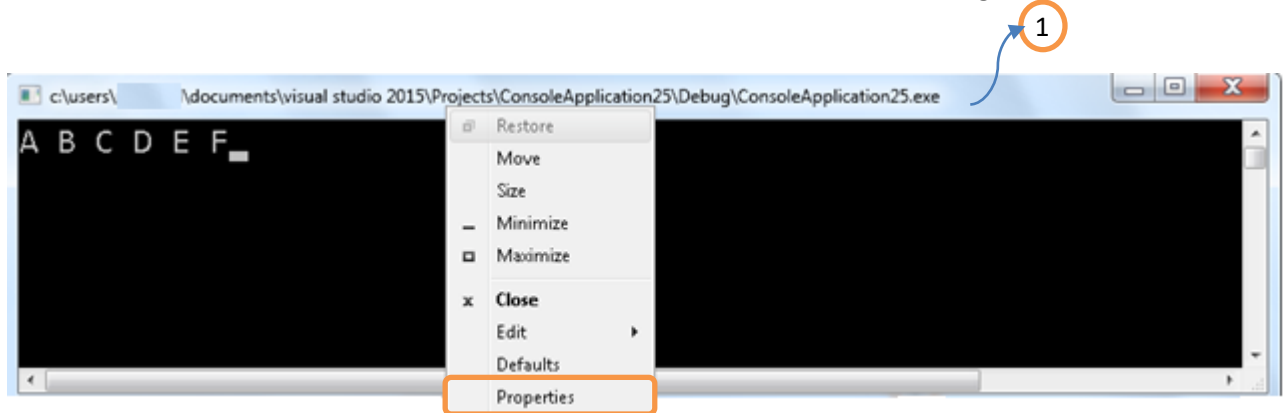 1
c:\users\ \documents\visual studio 2015\Projects\ConsoleApplication25\Debug\ConsoleApplication25.exe
A B C D E F_
Restore
Move
Size
Minimize
Maximize
x Close
Edit
Defaults
Properties